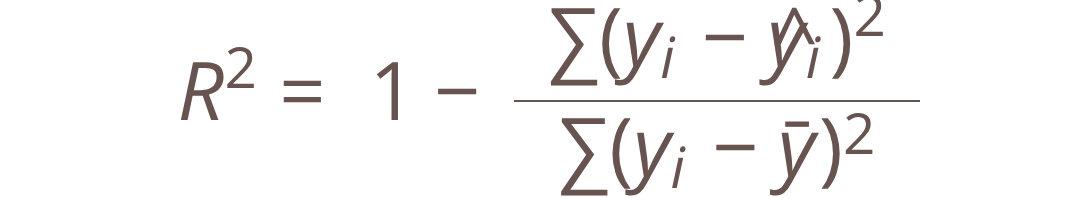 R² = 1 − ∑(yᵢ − ŷᵢ)² / ∑(yᵢ − ȳ)²